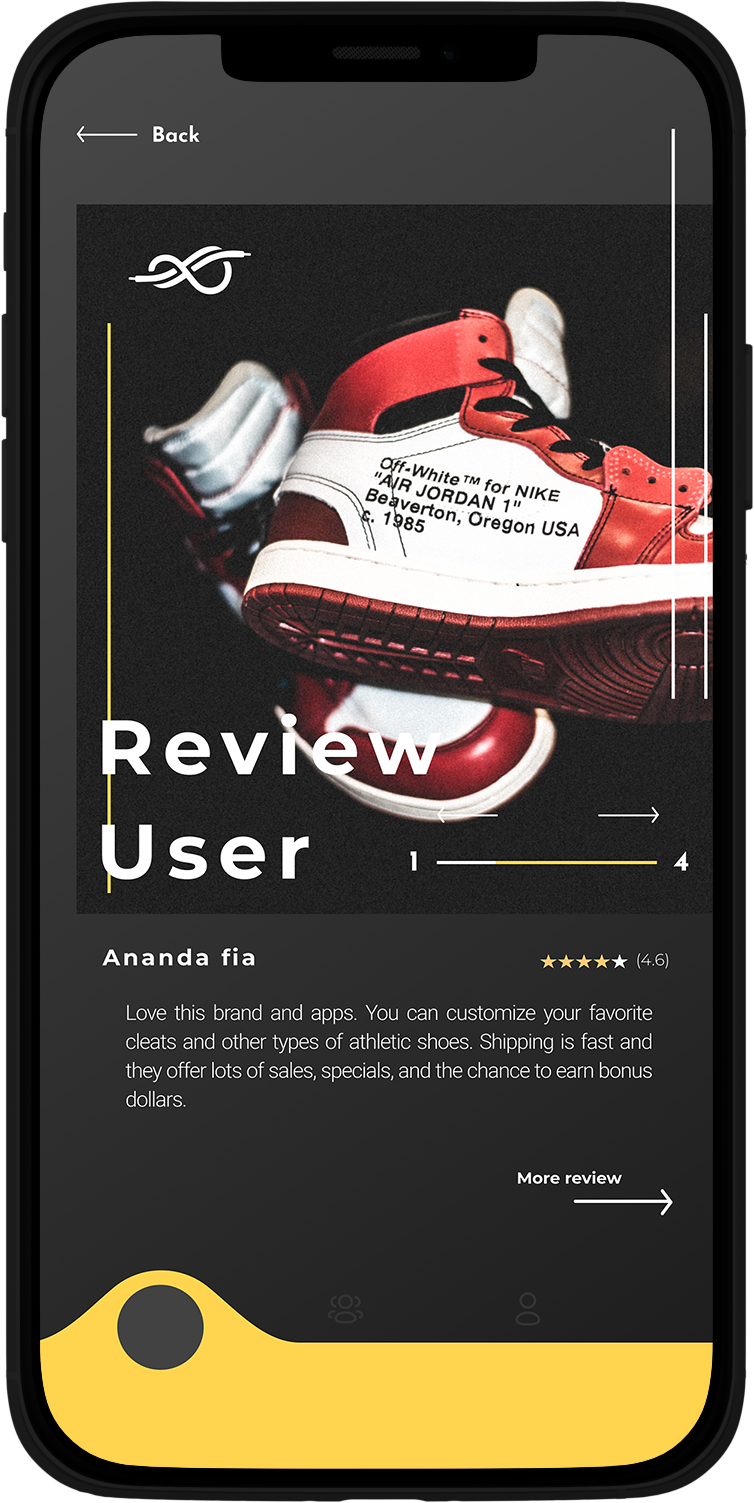 Back
Off-White™ for NIKE
"AIR JORDAN 1"
Beaverton, Oregon USA
c. 1985
Review
User
1 4
Ananda fia
(4.6)
Love this brand and apps. You can customize your favorite
cleats and other types of athletic shoes. Shipping is fast and
they offer lots of sales, specials, and the chance to earn bonus
dollars.
More review